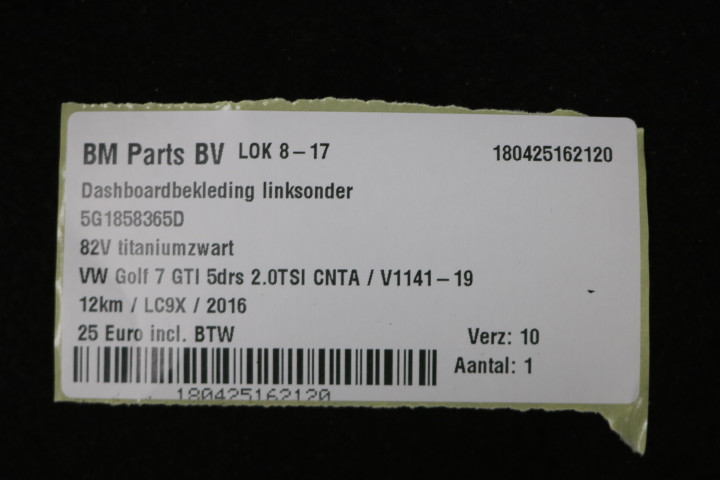 BM Parts BV LOK 8-17 180425162120
Dashboardbekleding linksonder
5G1858365D
82V titaniumzwart
VW Golf 7 GTI 5drs 2.0TSI CNTA / V1141-19
12km / LC9X / 2016
25 Euro incl. BTW Verz: 10
Aantal: 1
180425162120